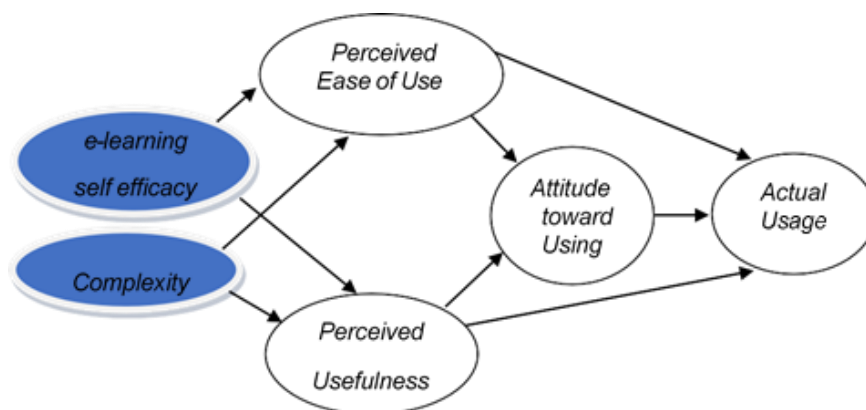 Perceived
Ease of Use
e-learning
self efficacy
Attitude
toward
Using
Actual
Usage
Complexity
Perceived
Usefulness